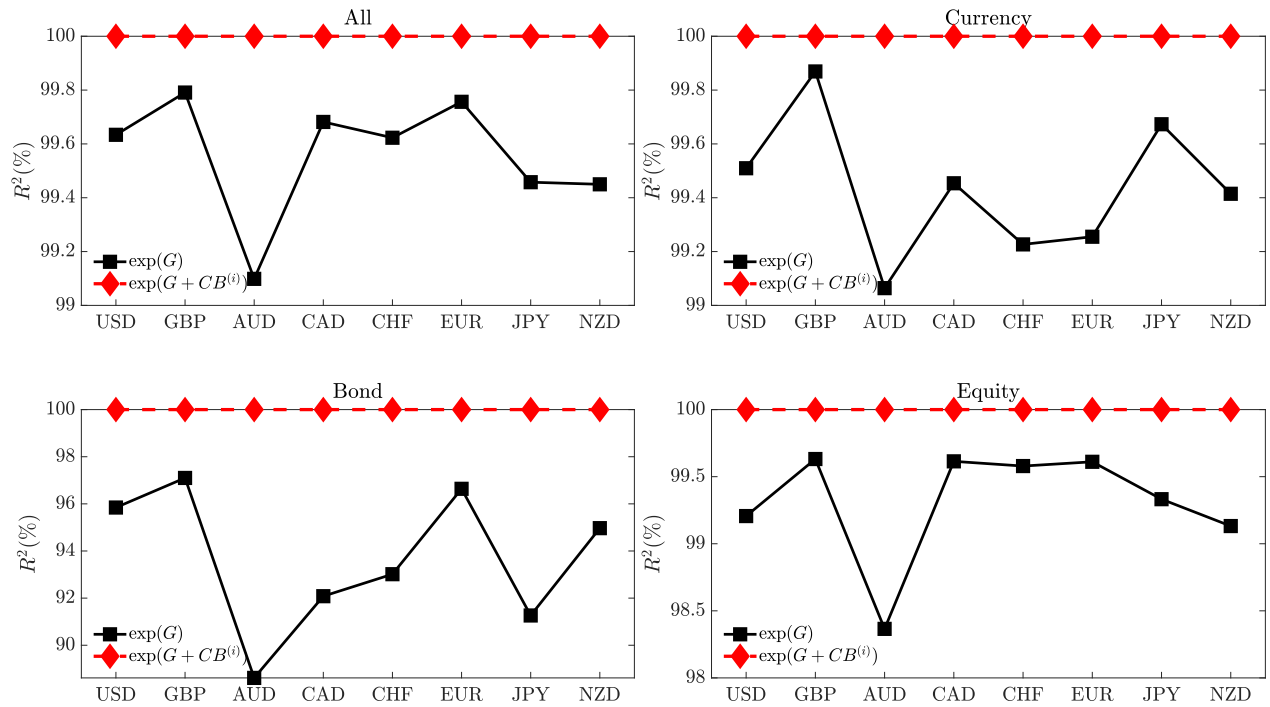 All
100
99.8
99.6
99.4
99.2
99
R²(%)
exp(G)
exp(G + CB⁽ⁱ⁾)
USD GBP AUD CAD CHF EUR JPY NZD
Currency
100
99.8
99.6
99.4
99.2
99
R²(%)
exp(G)
exp(G + CB⁽ⁱ⁾)
USD GBP AUD CAD CHF EUR JPY NZD
Bond
100
98
96
94
92
90
R²(%)
exp(G)
exp(G + CB⁽ⁱ⁾)
USD GBP AUD CAD CHF EUR JPY NZD
Equity
100
99.5
99
98.5
98
R²(%)
exp(G)
exp(G + CB⁽ⁱ⁾)
USD GBP AUD CAD CHF EUR JPY NZD